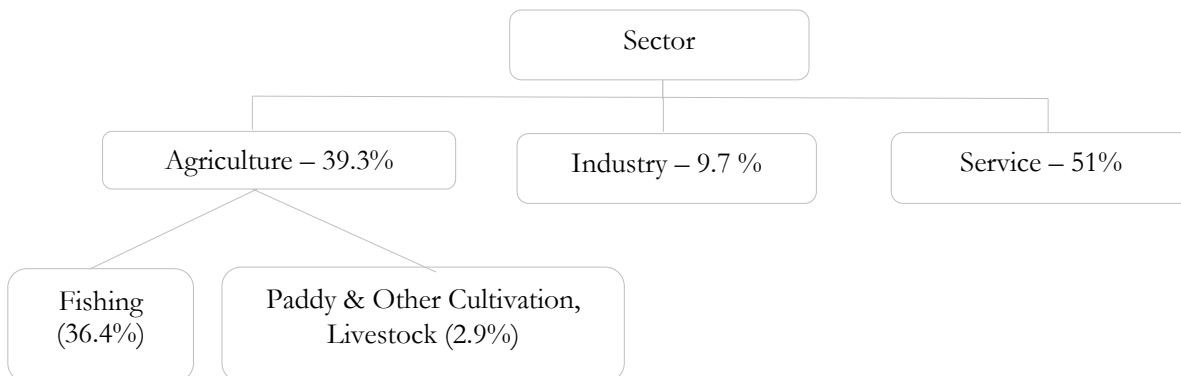 Sector
Agriculture – 39.3%
Industry – 9.7 %
Service – 51%
Fishing
(36.4%)
Paddy & Other Cultivation,
Livestock (2.9%)